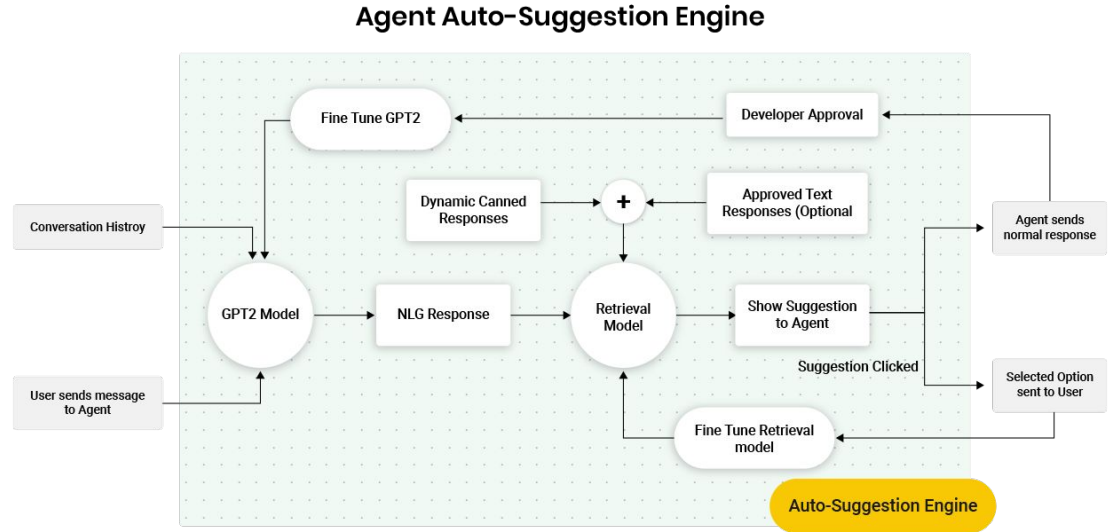 Agent Auto-Suggestion Engine
Fine Tune GPT2
Developer Approval
Dynamic Canned
Responses
+
Approved Text
Responses (Optional
Conversation Histroy
Agent sends
normal response
GPT2 Model
NLG Response
Retrieval
Model
Show Suggestion
to Agent
Suggestion Clicked
User sends message
to Agent
Selected Option
sent to User
Fine Tune Retrieval
model
Auto-Suggestion Engine